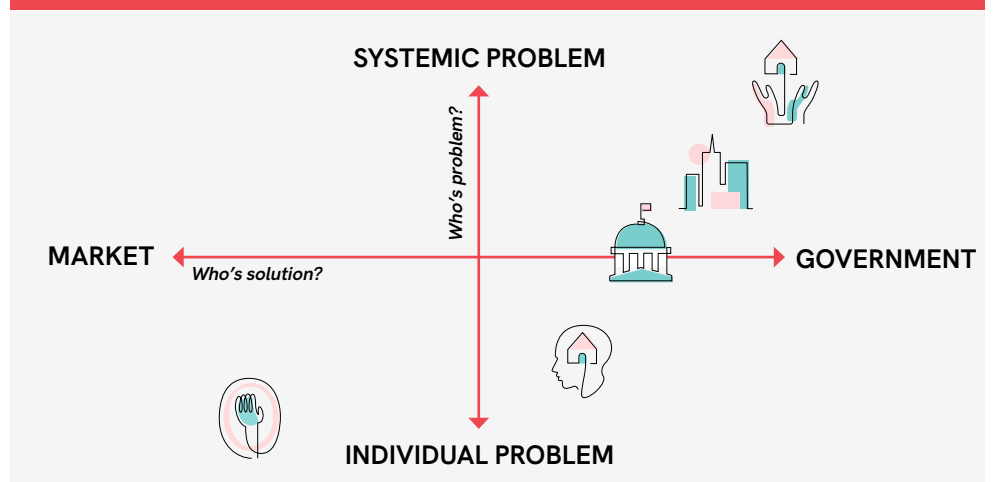 SYSTEMIC PROBLEM
Who's problem?
MARKET
Who's solution?
GOVERNMENT
INDIVIDUAL PROBLEM